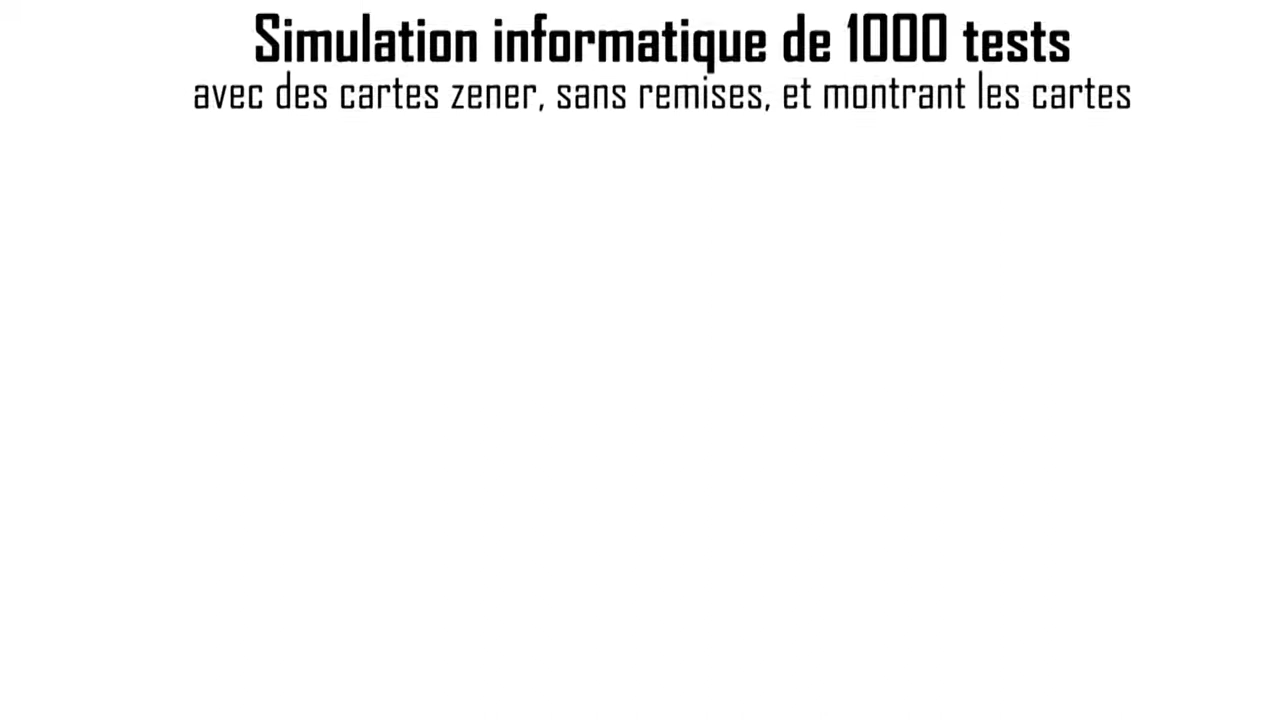 Simulation informatique de 1000 tests
avec des cartes zener, sans remises, et montrant les cartes